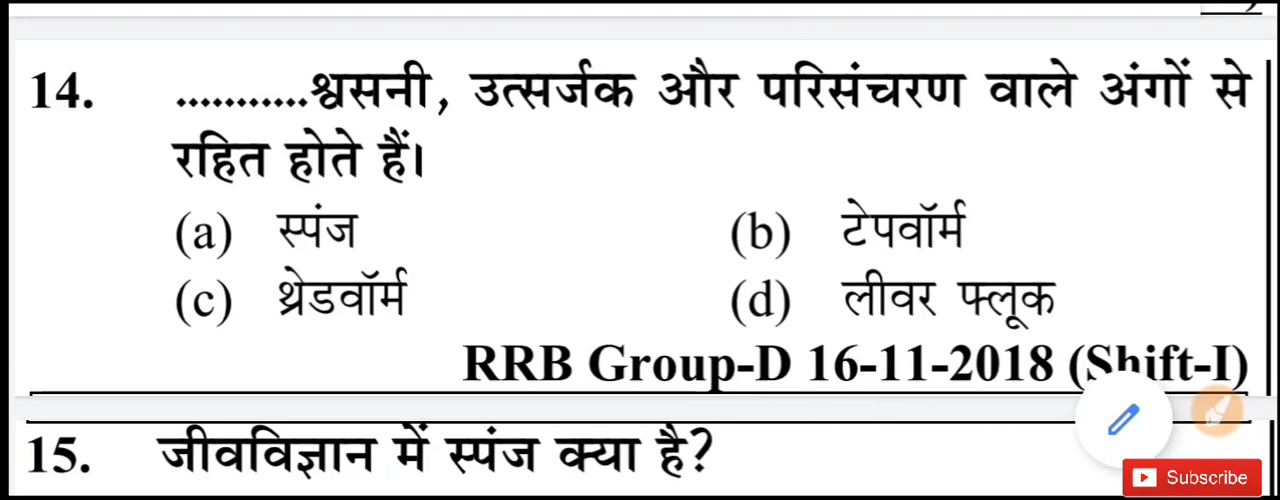 14. ...........श्वसनी, उत्सर्जक और परिसंचरण वाले अंगों से
रहित होते हैं।
(a) स्पंज (b) टेपवॉर्म
(c) थ्रेडवॉर्म (d) लीवर फ्लूक
RRB Group-D 16-11-2018 (Shift-I)
15. जीवविज्ञान में स्पंज क्या है?
Subscribe